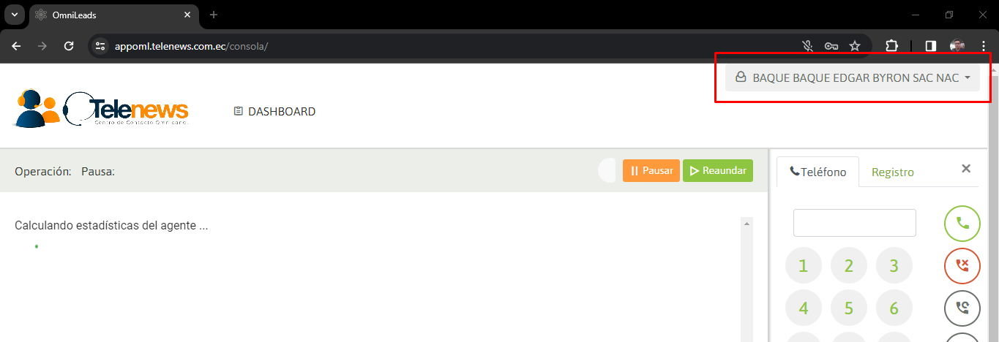 OmniLeads
appoml.telenews.com.ec/consola/
BAQUE BAQUE EDGAR BYRON SAC NAC
Telenews
Centro de Contacto Omnicanal
DASHBOARD
Operación: Pausa:
Pausar
Reaundar
Teléfono
Registro
Calculando estadísticas del agente ...
1 2 3
4 5 6